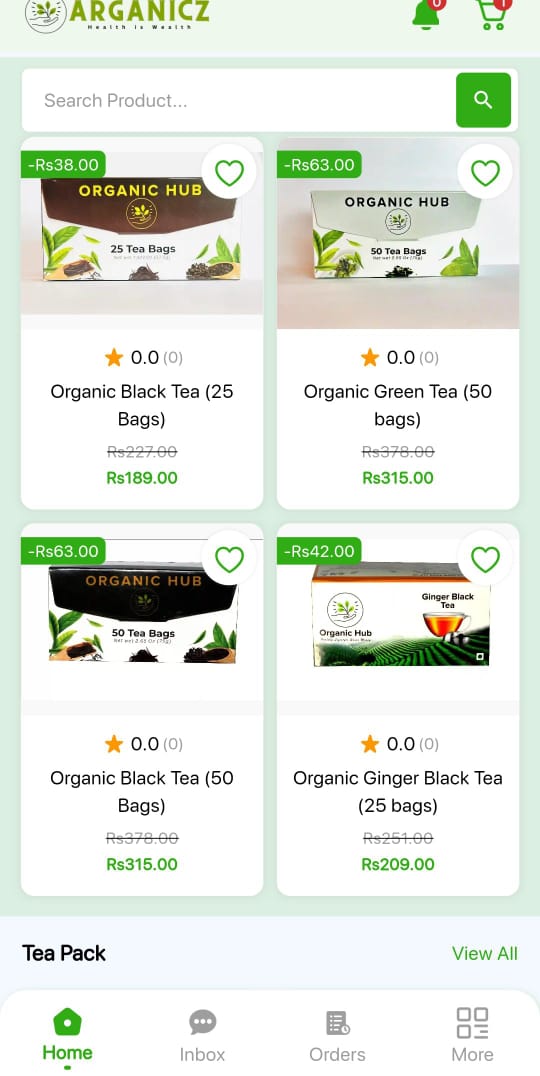 ARGANICZ
Health is Wealth
0
1
Search Product...
-Rs38.00
ORGANIC HUB
25 Tea Bags
-Rs63.00
ORGANIC HUB
50 Tea Bags
0.0 (0)
Organic Black Tea (25
Bags)
Rs227.00
Rs189.00
0.0 (0)
Organic Green Tea (50
bags)
Rs378.00
Rs315.00
-Rs63.00
ORGANIC HUB
50 Tea Bags
-Rs42.00
Ginger Black
Tea
Organic Hub
0.0 (0)
Organic Black Tea (50
Bags)
Rs378.00
Rs315.00
0.0 (0)
Organic Ginger Black Tea
(25 bags)
Rs251.00
Rs209.00
Tea Pack
View All
Home
Inbox
Orders
More